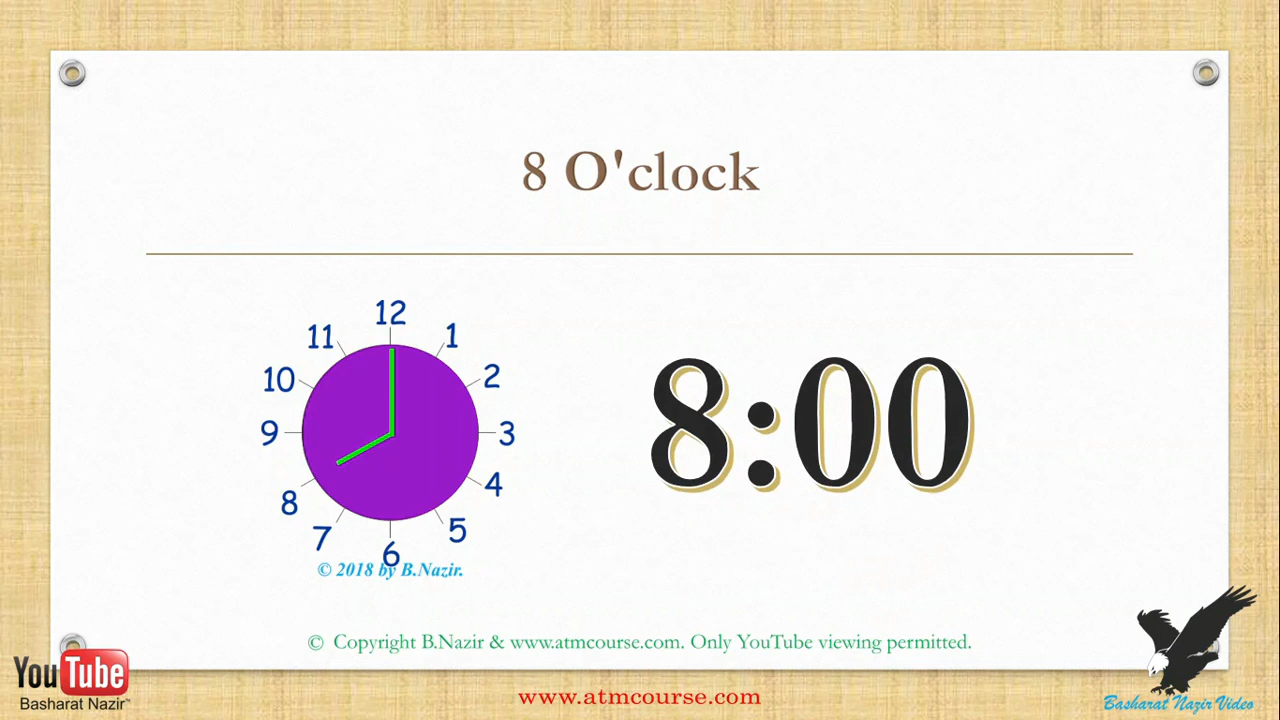 8 O'clock
12
11
1
10
2
9
3
8
4
7
5
6
8:00
© 2018 by B.Nazir.
© Copyright B.Nazir & www.atmcourse.com. Only YouTube viewing permitted.
YouTube
Basharat Nazir™
www.atmcourse.com
Basharat Nazir Video